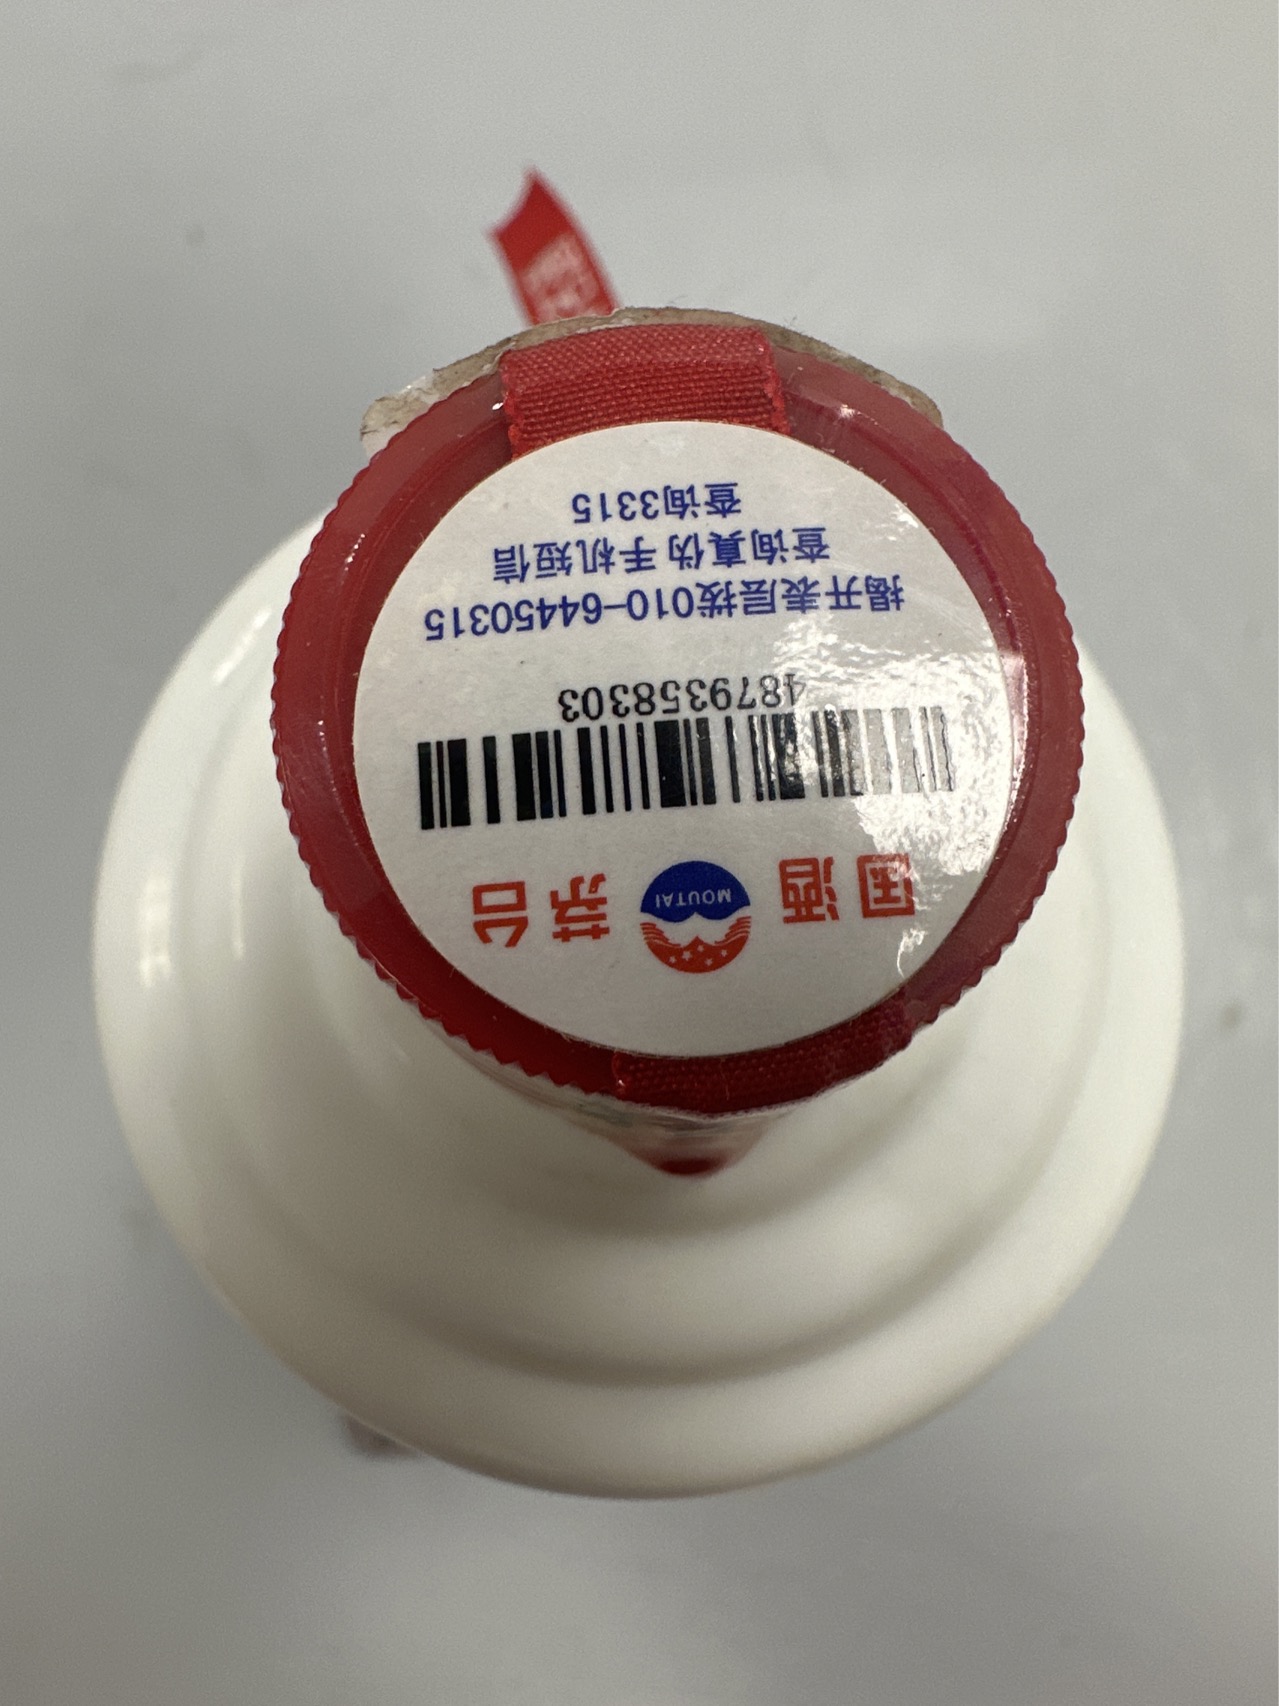 国酒 MOUTAI 茅台
4879358303
揭开表层拨010-64450315
查询真伪 手机短信
查询3315